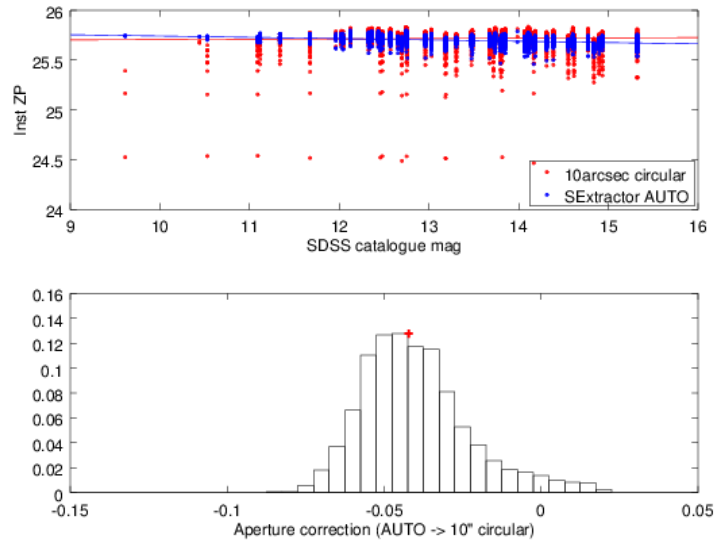 26
25.5
25
24.5
24
Inst ZP
9 10 11 12 13 14 15 16
SDSS catalogue mag
10arcsec circular
SExtractor AUTO
0.16
0.14
0.12
0.1
0.08
0.06
0.04
0.02
0
-0.15 -0.1 -0.05 0 0.05
Aperture correction (AUTO -> 10" circular)